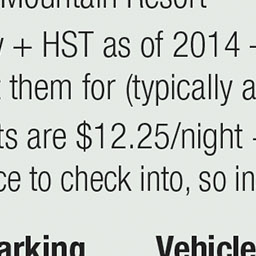 Mountain Resort
+ HST as of 2014 -
them for (typically a
ts are $12.25/night -
ce to check into, so in
arking Vehicle